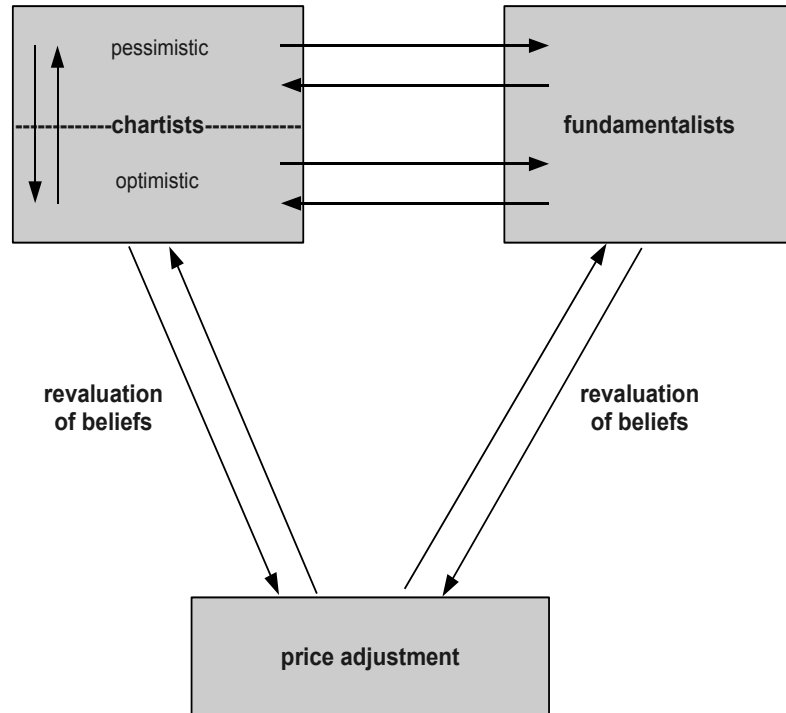 pessimistic
chartists
optimistic
fundamentalists
revaluation
of beliefs
revaluation
of beliefs
price adjustment